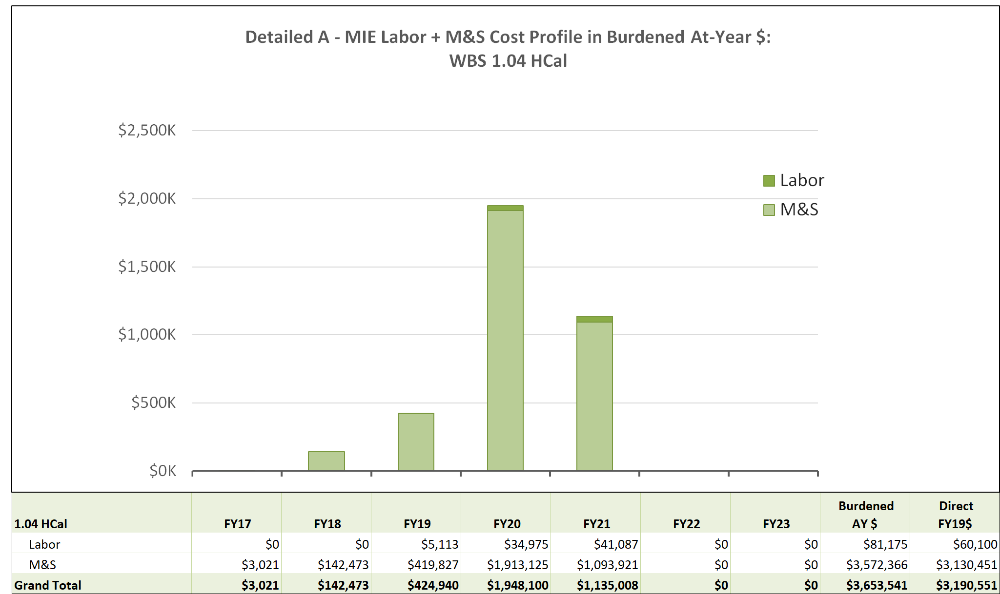 Detailed A - MIE Labor + M&S Cost Profile in Burdened At-Year $:
WBS 1.04 HCal
$2,500K
$2,000K
$1,500K
$1,000K
$500K
$0K
Labor
M&S
1.04 HCal FY17 FY18 FY19 FY20 FY21 FY22 FY23 Burdened AY $ Direct FY19$
Labor $0 $0 $5,113 $34,975 $41,087 $0 $0 $81,175 $60,100
M&S $3,021 $142,473 $419,827 $1,913,125 $1,093,921 $0 $0 $3,572,366 $3,130,451
Grand Total $3,021 $142,473 $424,940 $1,948,100 $1,135,008 $0 $0 $3,653,541 $3,190,551